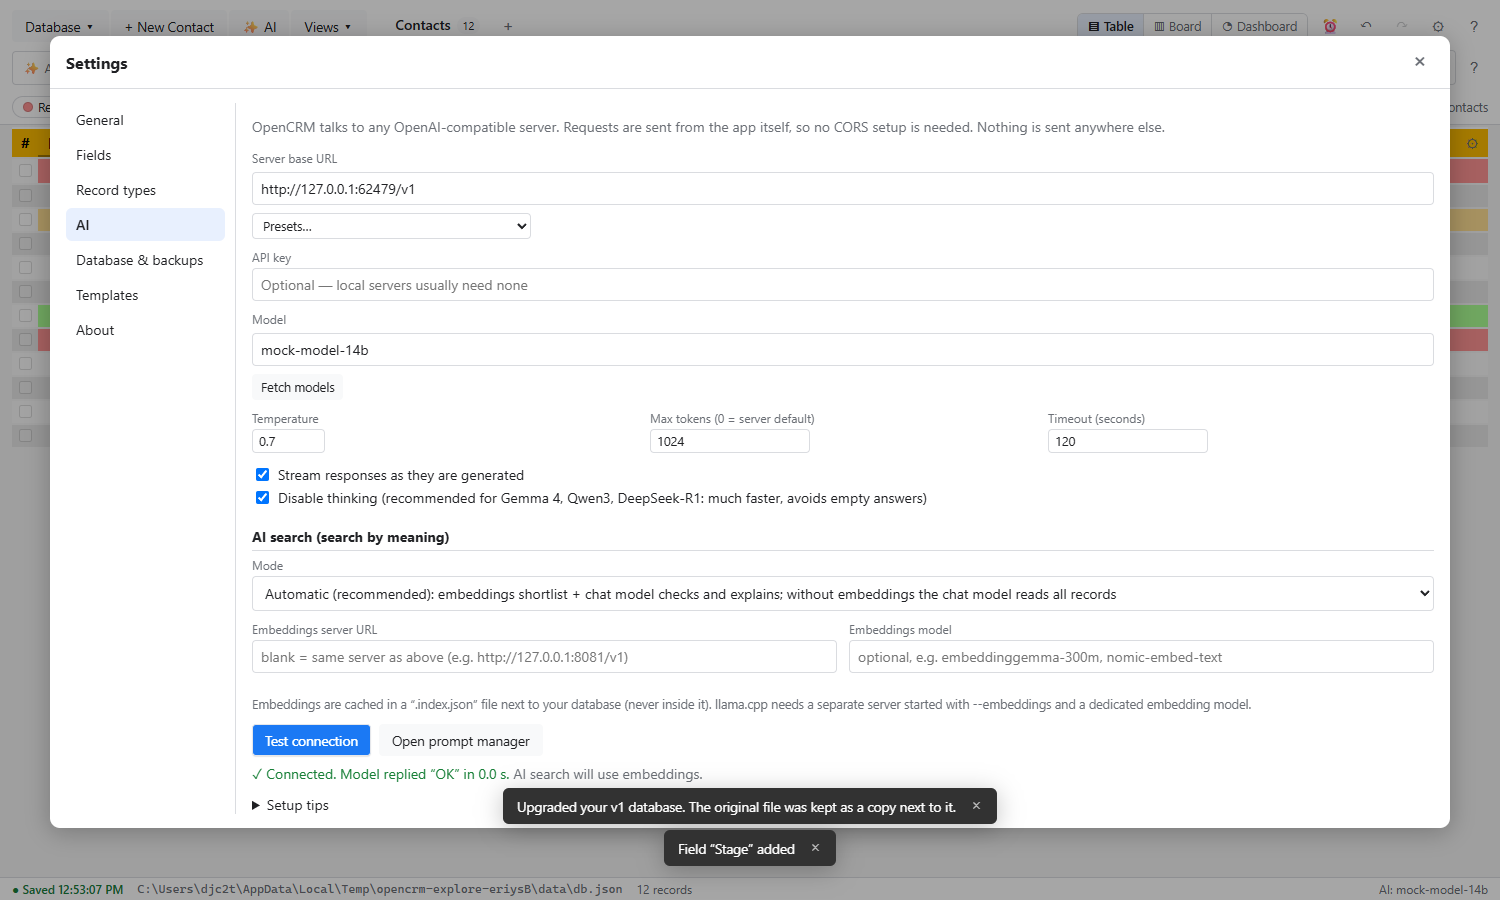 Database ▾ + New Contact ✨ AI Views ▾ Contacts 12 + Table Board Dashboard ?
Settings ×
?
Re
ontacts
#
General
Fields
Record types
AI
Database & backups
Templates
About
OpenCRM talks to any OpenAI-compatible server. Requests are sent from the app itself, so no CORS setup is needed. Nothing is sent anywhere else.
Server base URL
http://127.0.0.1:62479/v1
Presets...
API key
Optional — local servers usually need none
Model
mock-model-14b
Fetch models
Temperature Max tokens (0 = server default) Timeout (seconds)
0.7 1024 120
Stream responses as they are generated
Disable thinking (recommended for Gemma 4, Qwen3, DeepSeek-R1: much faster, avoids empty answers)
AI search (search by meaning)
Mode
Automatic (recommended): embeddings shortlist + chat model checks and explains; without embeddings the chat model reads all records
Embeddings server URL Embeddings model
blank = same server as above (e.g. http://127.0.0.1:8081/v1) optional, e.g. embeddinggemma-300m, nomic-embed-text
Embeddings are cached in a “.index.json” file next to your database (never inside it). llama.cpp needs a separate server started with --embeddings and a dedicated embedding model.
Test connection Open prompt manager
✓ Connected. Model replied “OK” in 0.0 s. AI search will use embeddings.
▶ Setup tips
Upgraded your v1 database. The original file was kept as a copy next to it. ×
Field “Stage” added ×
● Saved 12:53:07 PM C:\Users\djc2t\AppData\Local\Temp\opencrm-explore-eriysB\data\db.json 12 records AI: mock-model-14b